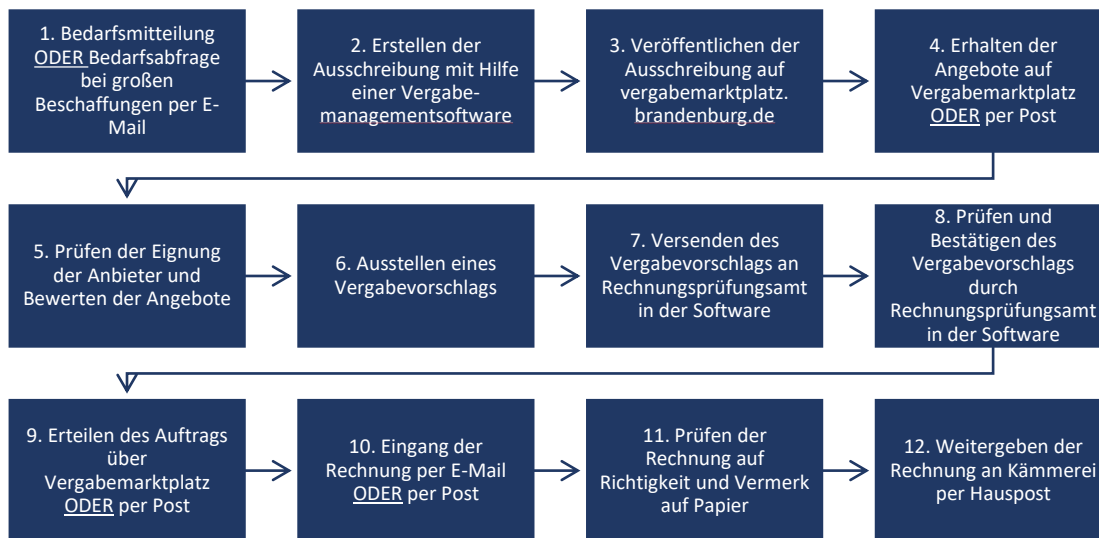 1. Bedarfsmitteilung
ODER Bedarfsabfrage
bei großen
Beschaffungen per E-
Mail
2. Erstellen der
Ausschreibung mit Hilfe
einer Vergabe-
managementsoftware
3. Veröffentlichen der
Ausschreibung auf
vergabemarktplatz.
brandenburg.de
4. Erhalten der
Angebote auf
Vergabemarktplatz
ODER per Post
5. Prüfen der Eignung
der Anbieter und
Bewerten der Angebote
6. Ausstellen eines
Vergabevorschlags
7. Versenden des
Vergabevorschlags an
Rechnungsprüfungsamt
in der Software
8. Prüfen und
Bestätigen des
Vergabevorschlags
durch
Rechnungsprüfungsamt
in der Software
9. Erteilen des Auftrags
über
Vergabemarktplatz
ODER per Post
10. Eingang der
Rechnung per E-Mail
ODER per Post
11. Prüfen der
Rechnung auf
Richtigkeit und Vermerk
auf Papier
12. Weitergeben der
Rechnung an Kämmerei
per Hauspost